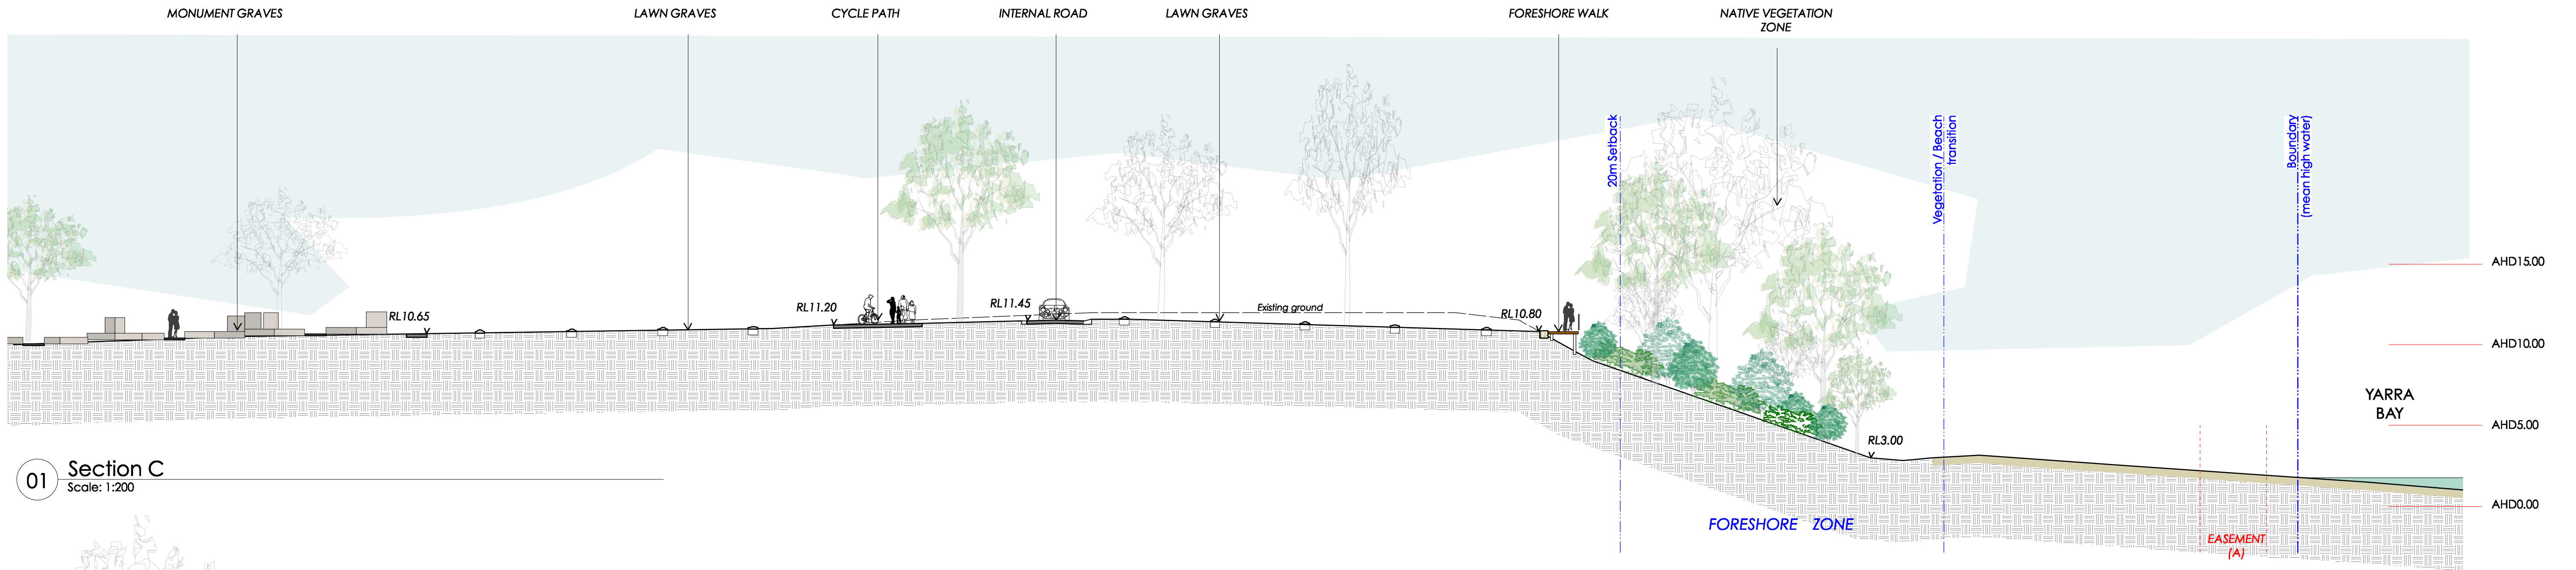 MONUMENT GRAVES
LAWN GRAVES
CYCLE PATH
INTERNAL ROAD
LAWN GRAVES
FORESHORE WALK
NATIVE VEGETATION
ZONE
20m Setback
Vegetation / Beach
transition
Boundary
(mean high water)
AHD15.00
AHD10.00
AHD5.00
AHD0.00
YARRA
BAY
RL10.65
RL11.20
RL11.45
Existing ground
RL10.80
RL3.00
01
Section C
Scale: 1:200
FORESHORE ZONE
EASEMENT
(A)